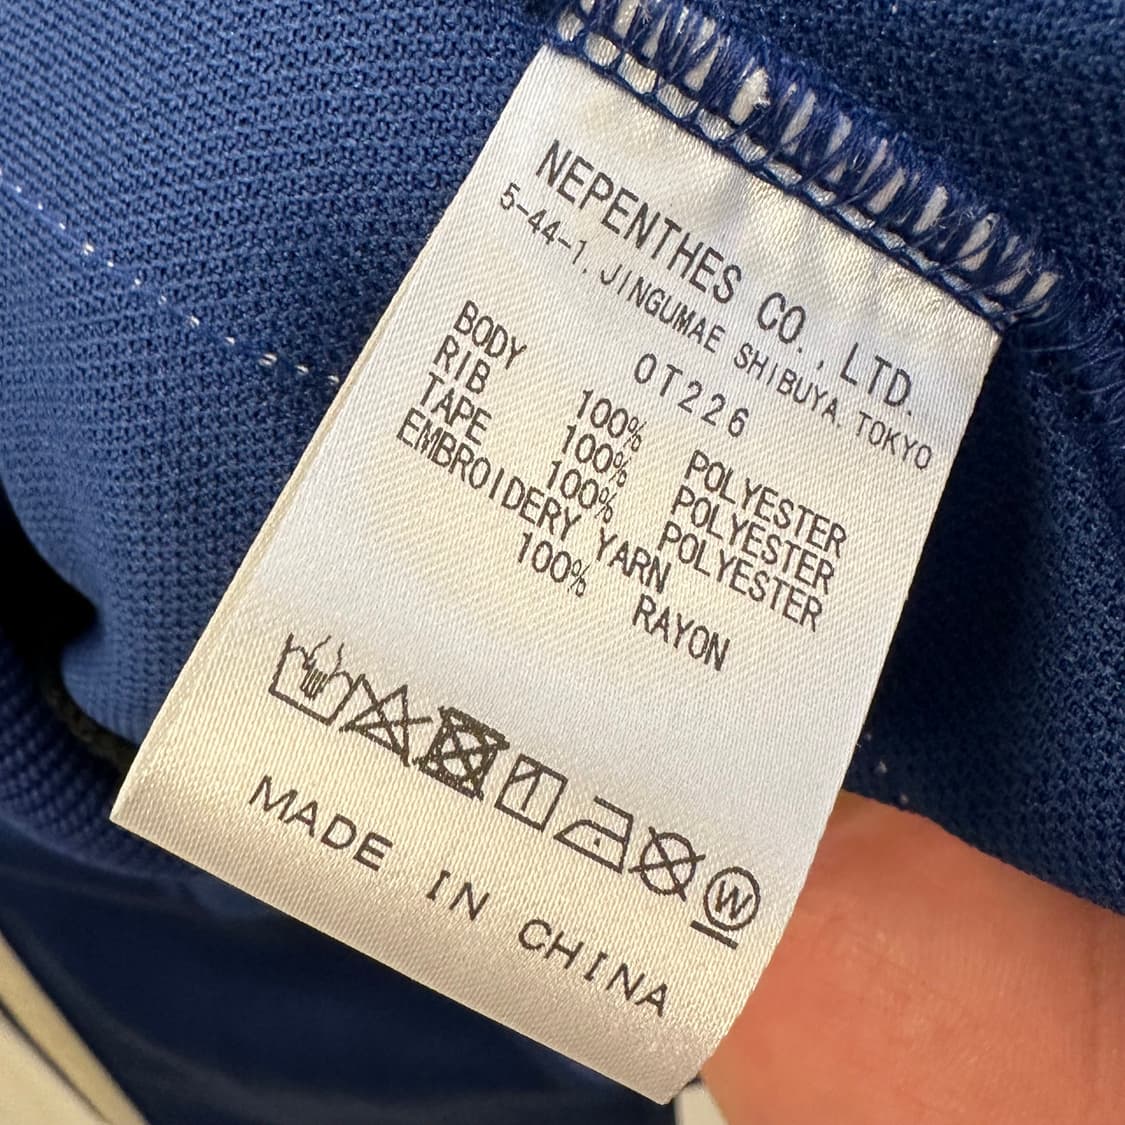 NEPENTHES CO., LTD.
5-44-1, JINGUMAE SHIBUYA, TOKYO
OT226
BODY 100% POLYESTER
RIB 100% POLYESTER
TAPE 100% POLYESTER
EMBROIDERY YARN
100% RAYON
W
MADE IN CHINA